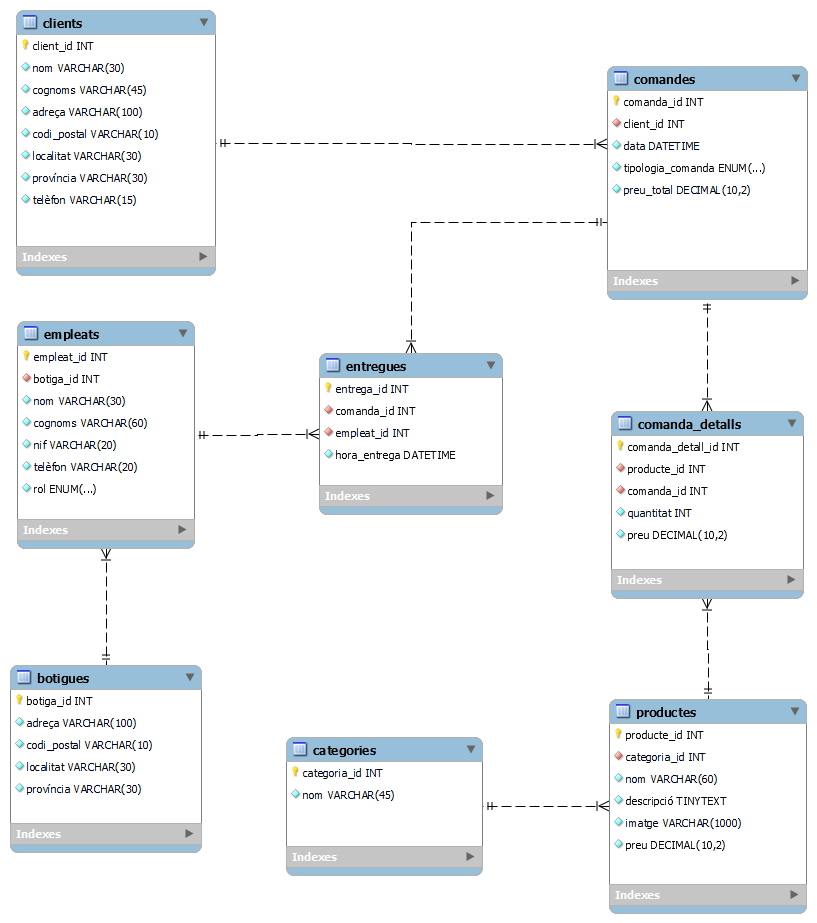 clients
client_id INT
nom VARCHAR(30)
cognoms VARCHAR(45)
adreça VARCHAR(100)
codi_postal VARCHAR(10)
localitat VARCHAR(30)
província VARCHAR(30)
telèfon VARCHAR(15)
Indexes
comandes
comanda_id INT
client_id INT
data DATETIME
tipologia_comanda ENUM(...)
preu_total DECIMAL(10,2)
Indexes
empleats
empleat_id INT
botiga_id INT
nom VARCHAR(30)
cognoms VARCHAR(60)
nif VARCHAR(20)
telèfon VARCHAR(20)
rol ENUM(...)
Indexes
entregues
entrega_id INT
comanda_id INT
empleat_id INT
hora_entrega DATETIME
Indexes
comanda_detalls
comanda_detall_id INT
producte_id INT
comanda_id INT
quantitat INT
preu DECIMAL(10,2)
Indexes
botigues
botiga_id INT
adreça VARCHAR(100)
codi_postal VARCHAR(10)
localitat VARCHAR(30)
província VARCHAR(30)
Indexes
categories
categoria_id INT
nom VARCHAR(45)
Indexes
productes
producte_id INT
categoria_id INT
nom VARCHAR(60)
descripció TINYTEXT
imatge VARCHAR(1000)
preu DECIMAL(10,2)
Indexes